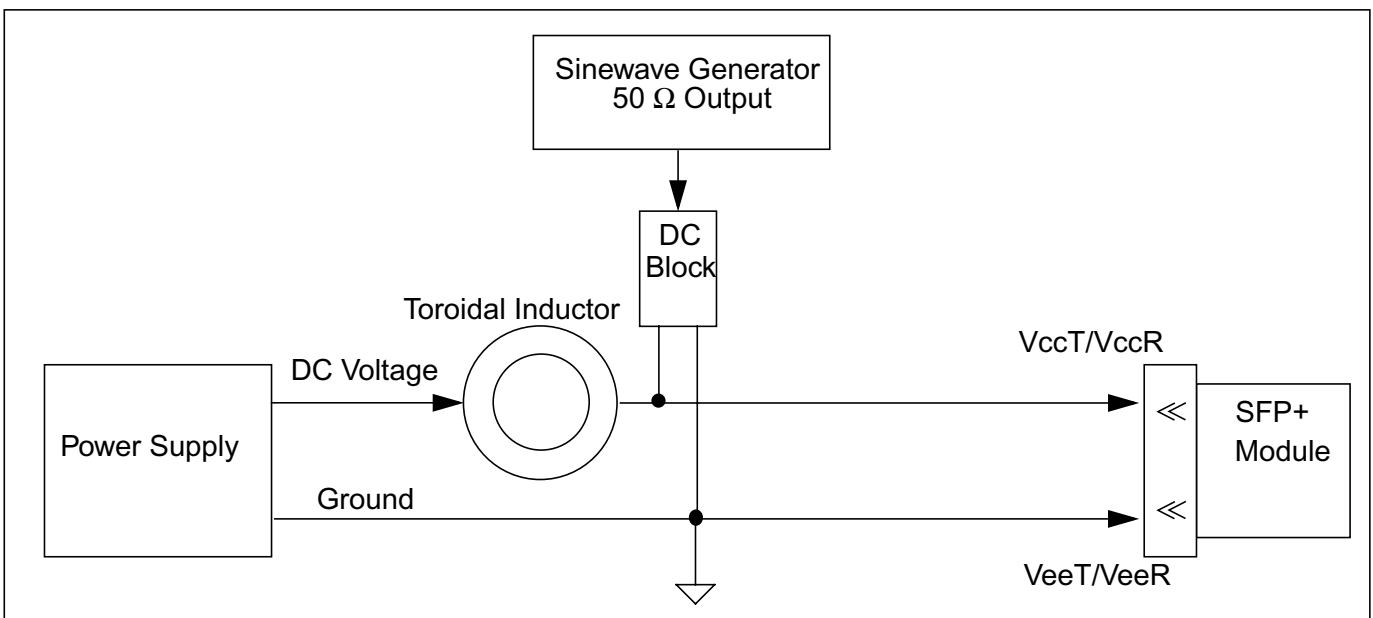 Sinewave Generator
50 Ω Output
DC
Block
Toroidal Inductor
VccT/VccR
DC Voltage
SFP+
Module
Power Supply
Ground
VeeT/VeeR